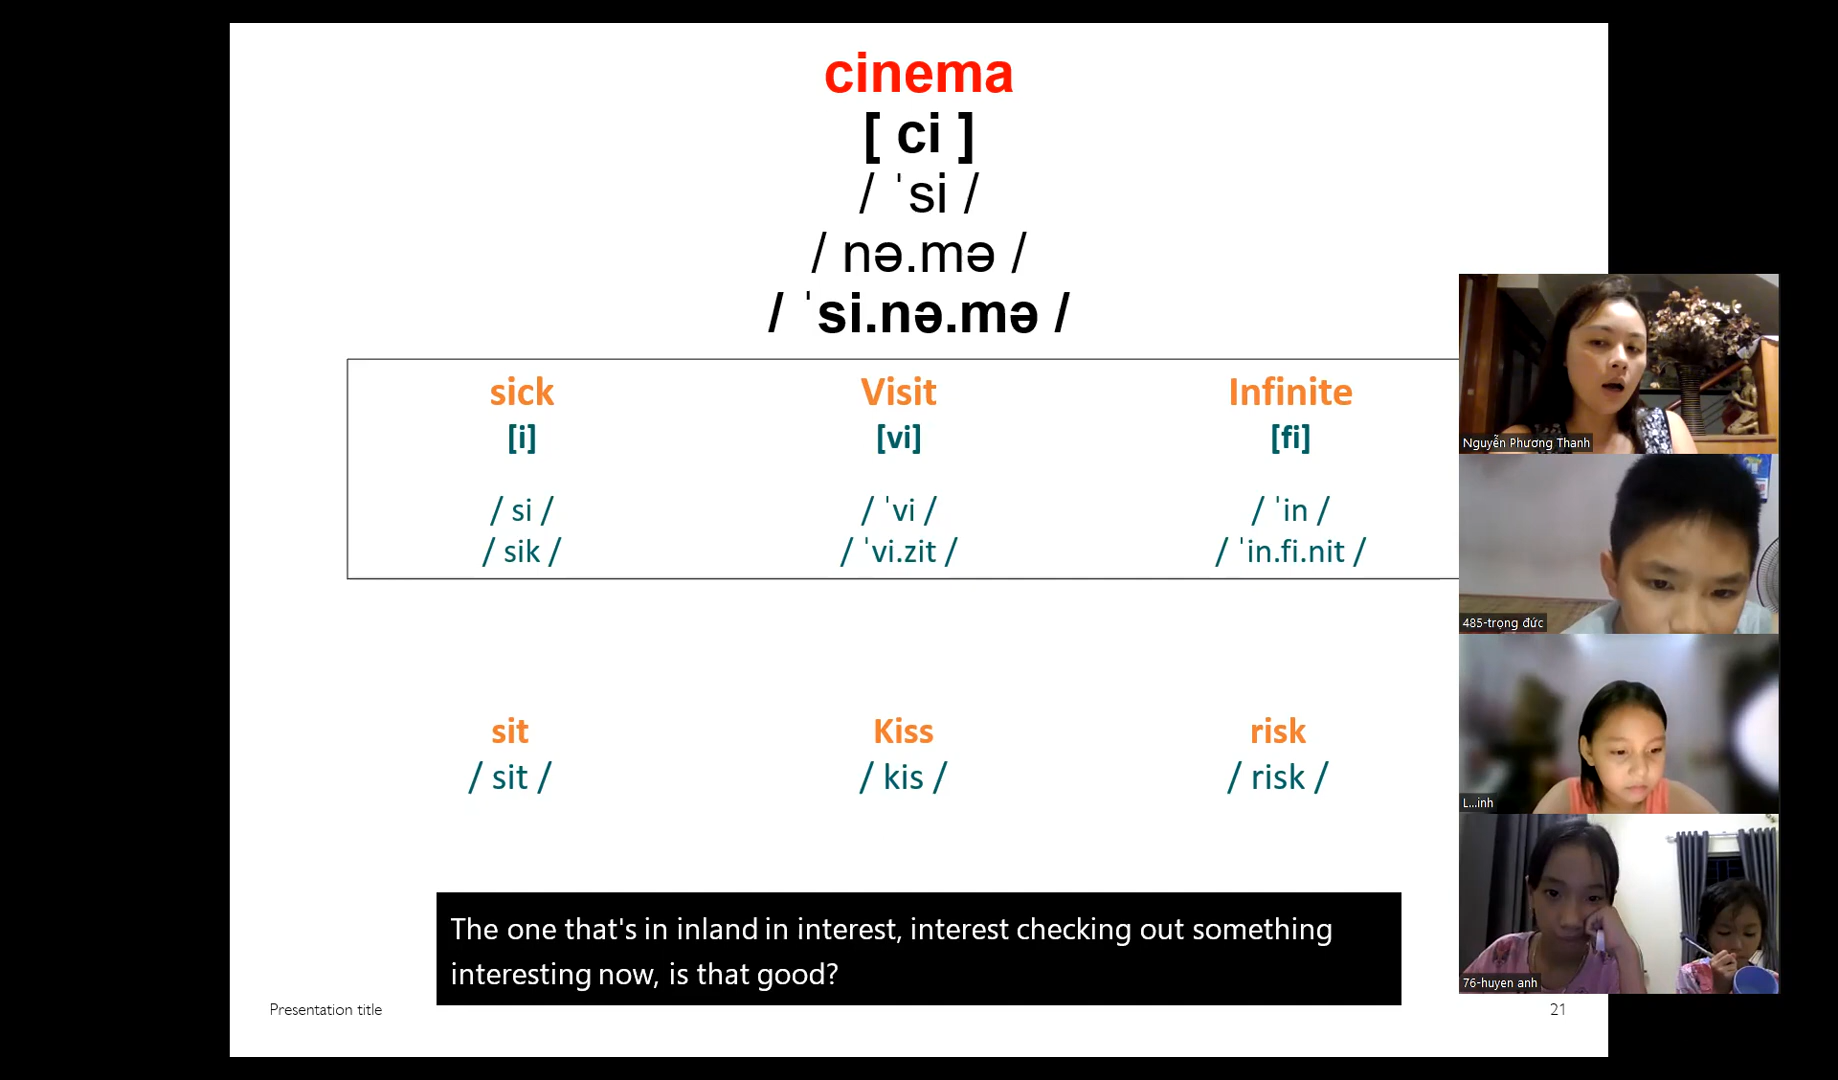 cinema
[ ci ]
/ ˈsi /
/ nə.mə /
/ ˈsi.nə.mə /
sick Visit Infinite
[i] [vi] [fi]
/ si / / ˈvi / / ˈin /
/ sik / / ˈvi.zit / / ˈin.fi.nit /
sit Kiss risk
/ sit / / kis / / risk /
The one that's in inland in interest, interest checking out something
interesting now, is that good?
Presentation title
21
Nguyễn Phương Thanh
485-trọng đức
L...inh
76-huyen anh